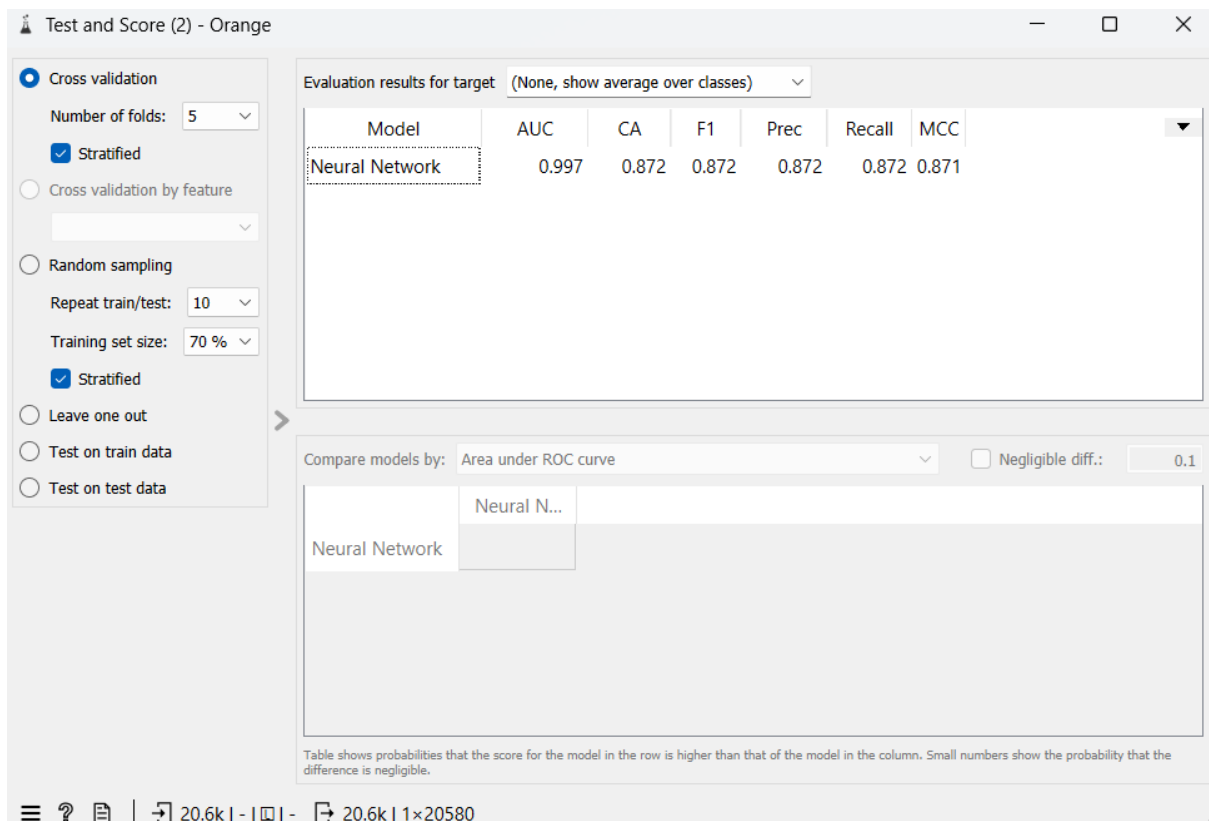 Test and Score (2) - Orange
Cross validation
Number of folds: 5
Stratified
Cross validation by feature
Random sampling
Repeat train/test: 10
Training set size: 70 %
Stratified
Leave one out
Test on train data
Test on test data
Evaluation results for target (None, show average over classes)
Model AUC CA F1 Prec Recall MCC
Neural Network 0.997 0.872 0.872 0.872 0.872 0.871
Compare models by: Area under ROC curve Negligible diff.: 0.1
Neural N...
Neural Network
Table shows probabilities that the score for the model in the row is higher than that of the model in the column. Small numbers show the probability that the
difference is negligible.
20.6k | - | - 20.6k | 1×20580